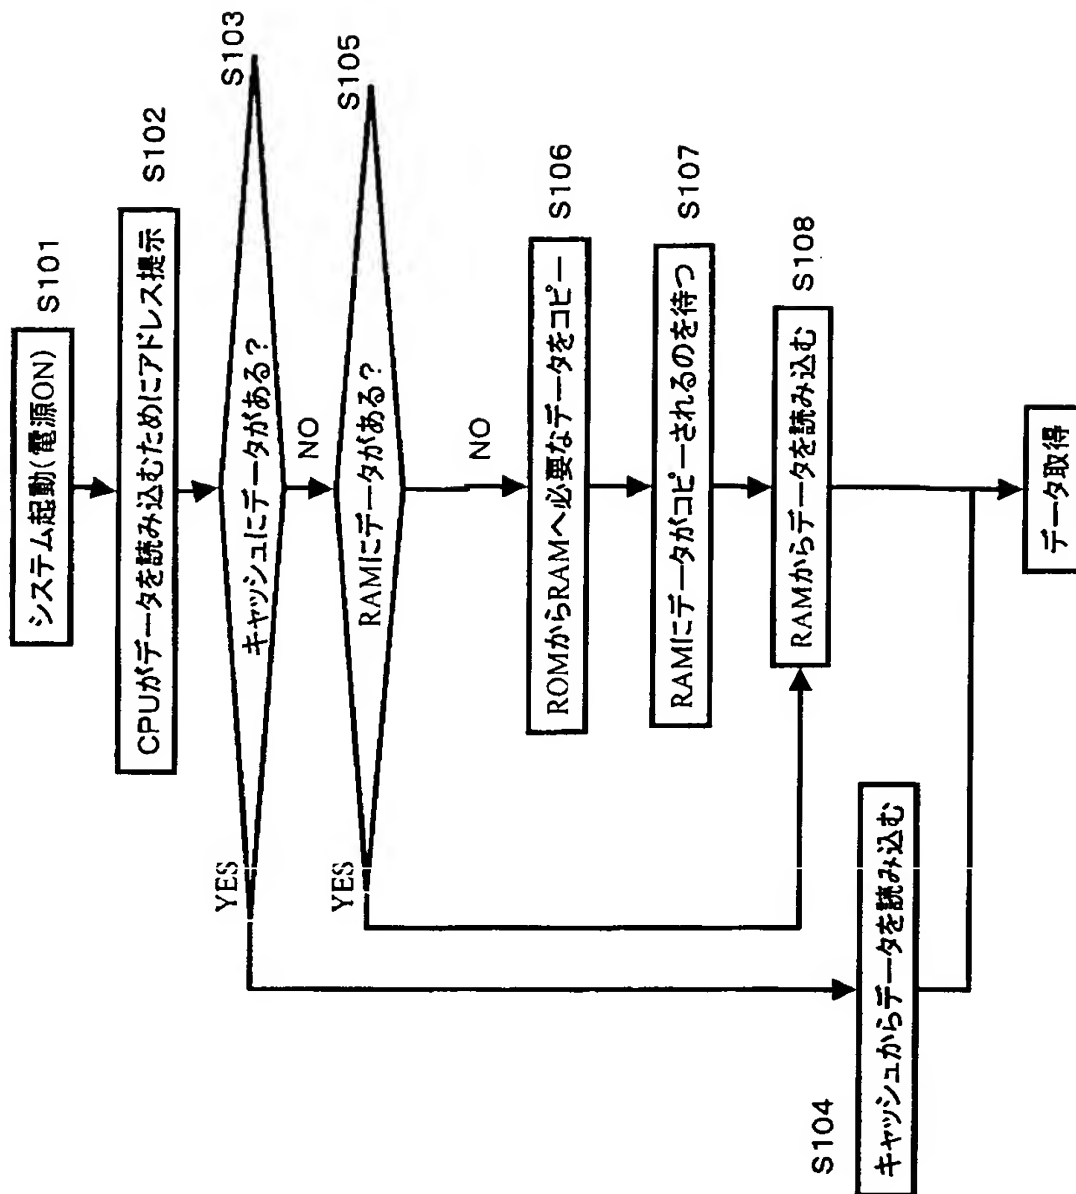 システム起動(電源ON)
S101
CPUがデータを読み込むためにアドレス提示
S102
キャッシュにデータがある?
S103
YES
NO
RAMにデータがある?
S105
YES
NO
ROMからRAMへ必要なデータをコピー
S106
RAMにデータがコピーされるのを待つ
S107
RAMからデータを読み込む
S108
S104
キャッシュからデータを読み込む
データ取得